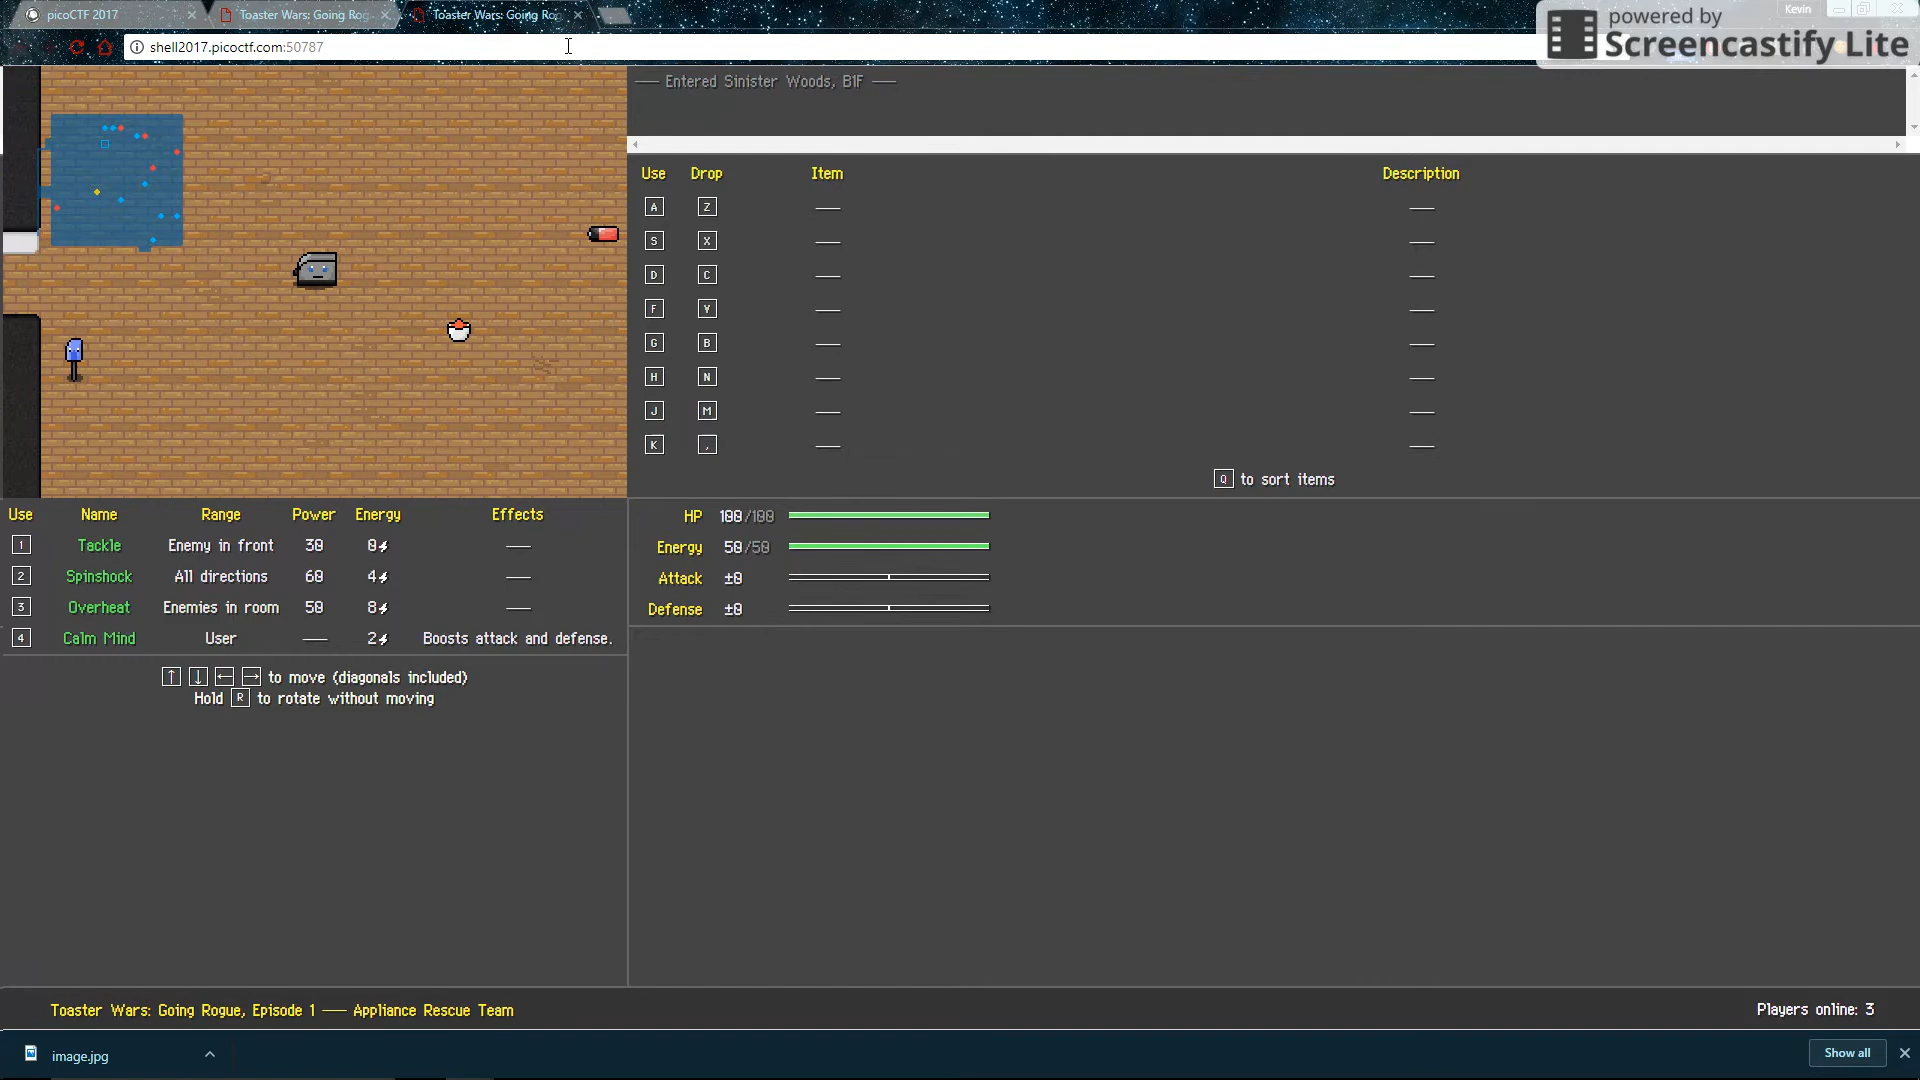 picoCTF 2017
Toaster Wars: Going Rog
Toaster Wars: Going Rog
Kevin
powered by
Screencastify Lite
shell2017.picoctf.com:50787
—— Entered Sinister Woods, B1F ——
Use Drop Item Description
A Z —— ——
S X —— ——
D C —— ——
F Y —— ——
G B —— ——
H N —— ——
J M —— ——
K , —— ——
Q to sort items
Use Name Range Power Energy Effects
1 Tackle Enemy in front 30 0⚡ ——
2 Spinshock All directions 60 4⚡ ——
3 Overheat Enemies in room 50 8⚡ ——
4 Calm Mind User —— 2⚡ Boosts attack and defense.
↑ ↓ ← → to move (diagonals included)
Hold R to rotate without moving
HP 100/100
Energy 50/50
Attack ±0
Defense ±0
Toaster Wars: Going Rogue, Episode 1 —— Appliance Rescue Team
Players online: 3
image.jpg
Show all